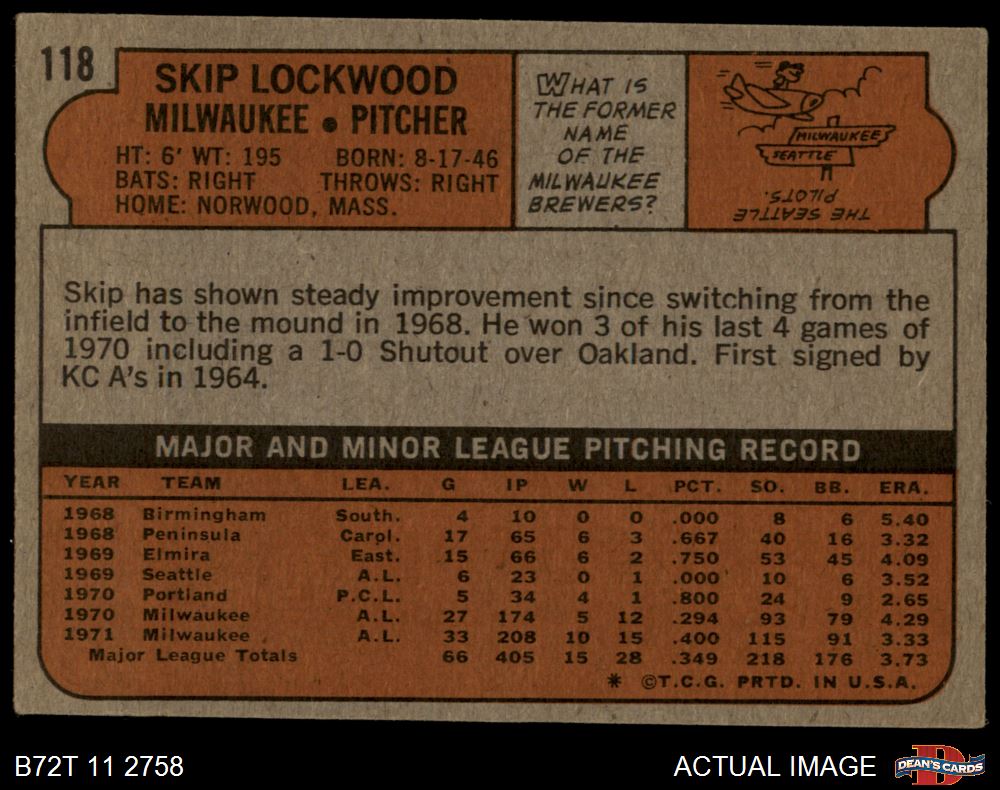 118
SKIP LOCKWOOD
MILWAUKEE • PITCHER
HT: 6' WT: 195 BORN: 8-17-46
BATS: RIGHT THROWS: RIGHT
HOME: NORWOOD, MASS.
WHAT IS
THE FORMER
NAME
OF THE
MILWAUKEE
BREWERS?
MILWAUKEE
SEATTLE
THE SEATTLE
PILOTS.
Skip has shown steady improvement since switching from the
infield to the mound in 1968. He won 3 of his last 4 games of
1970 including a 1-0 Shutout over Oakland. First signed by
KC A's in 1964.
MAJOR AND MINOR LEAGUE PITCHING RECORD
YEAR TEAM LEA. G IP W L PCT. SO. BB. ERA.
1968 Birmingham South. 4 10 0 0 .000 8 6 5.40
1968 Peninsula Carpl. 17 65 6 3 .667 40 16 3.32
1969 Elmira East. 15 66 6 2 .750 53 45 4.09
1969 Seattle A.L. 6 23 0 1 .000 10 6 3.52
1970 Portland P.C.L. 5 34 4 1 .800 24 9 2.65
1970 Milwaukee A.L. 27 174 5 12 .294 93 79 4.29
1971 Milwaukee A.L. 33 208 10 15 .400 115 91 3.33
Major League Totals 66 405 15 28 .349 218 176 3.73
* ©T.C.G. PRTD. IN U.S.A.
B72T 11 2758
ACTUAL IMAGE
DEAN'S CARDS